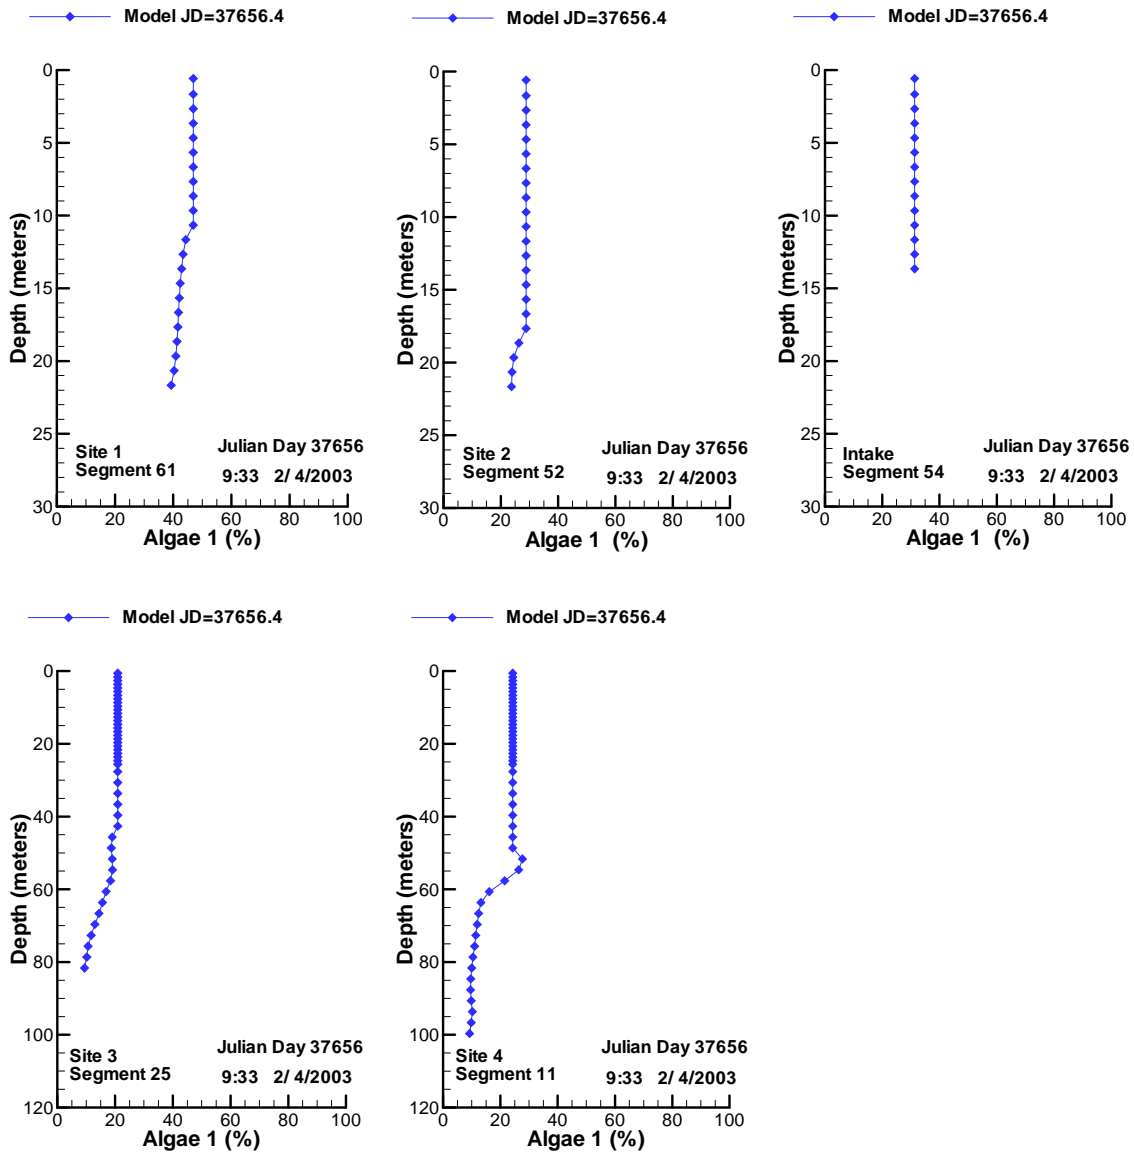 Model JD=37656.4
0
5
10
15
20
25
30
Depth (meters)
Site 1
Segment 61
Julian Day 37656
9:33 2/ 4/2003
0 20 40 60 80 100
Algae 1 (%)
Model JD=37656.4
0
5
10
15
20
25
30
Depth (meters)
Site 2
Segment 52
Julian Day 37656
9:33 2/ 4/2003
0 20 40 60 80 100
Algae 1 (%)
Model JD=37656.4
0
5
10
15
20
25
30
Depth (meters)
Intake
Segment 54
Julian Day 37656
9:33 2/ 4/2003
0 20 40 60 80 100
Algae 1 (%)
Model JD=37656.4
0
20
40
60
80
100
120
Depth (meters)
Site 3
Segment 25
Julian Day 37656
9:33 2/ 4/2003
0 20 40 60 80 100
Algae 1 (%)
Model JD=37656.4
0
20
40
60
80
100
120
Depth (meters)
Site 4
Segment 11
Julian Day 37656
9:33 2/ 4/2003
0 20 40 60 80 100
Algae 1 (%)